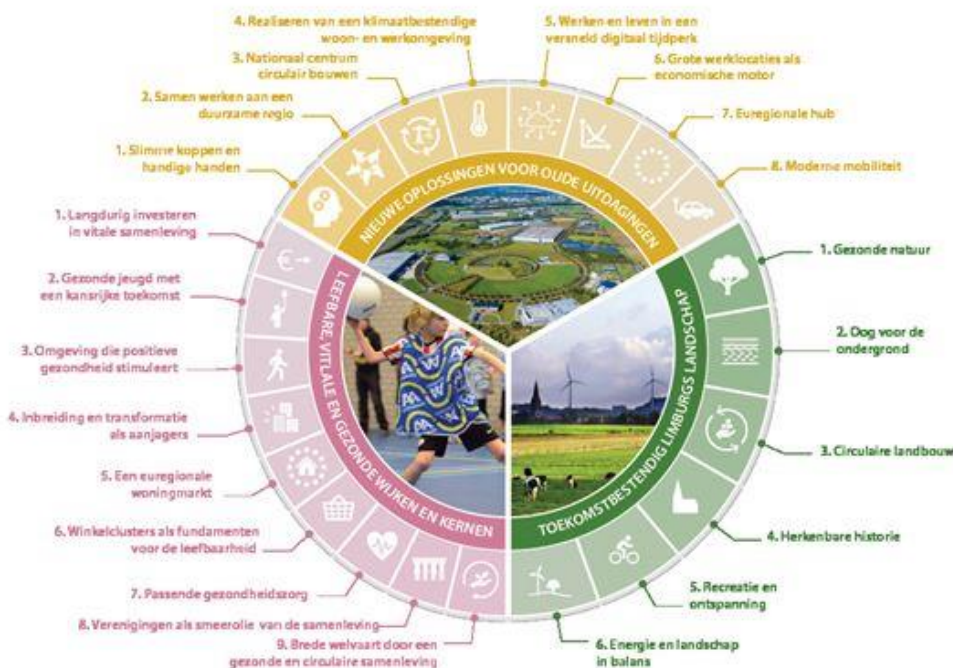 4. Realiseren van een klimaatbestendige
woon- en werkomgeving
5. Werken en leven in een
versneld digitaal tijdperk
3. Nationaal centrum
circulair bouwen
6. Grote werklocaties als
economische motor
2. Samen werken aan een
duurzame regio
7. Euregionale hub
1. Slimme koppen en
handige handen
8. Moderne mobiliteit
NIEUWE OPLOSSINGEN VOOR OUDE UITDAGINGEN
1. Langdurig investeren
in vitale samenleving
2. Gezonde jeugd met
een kansrijke toekomst
3. Omgeving die positieve
gezondheid stimuleert
4. Inbreiding en transformatie
als aanjagers
5. Een euregionale
woningmarkt
6. Winkelclusters als fundamenten
voor de leefbaarheid
7. Passende gezondheidszorg
8. Verenigingen als smeerolie van de samenleving
9. Brede welvaart door een
gezonde en circulaire samenleving
LEEFBARE, VITLALE EN GEZONDE WIJKEN EN KERNEN
1. Gezonde natuur
2. Oog voor de
ondergrond
3. Circulaire landbouw
4. Herkenbare historie
5. Recreatie en
ontspanning
6. Energie en landschap
in balans
TOEKOMSTBESTENDIG LIMBURGS LANDSCHAP